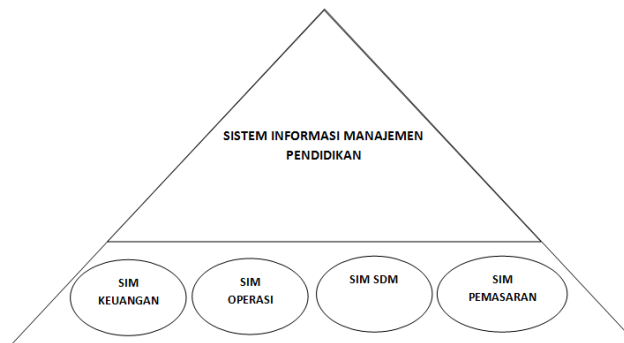 SISTEM INFORMASI MANAJEMEN
PENDIDIKAN
SIM
KEUANGAN
SIM
OPERASI
SIM SDM
SIM
PEMASARAN